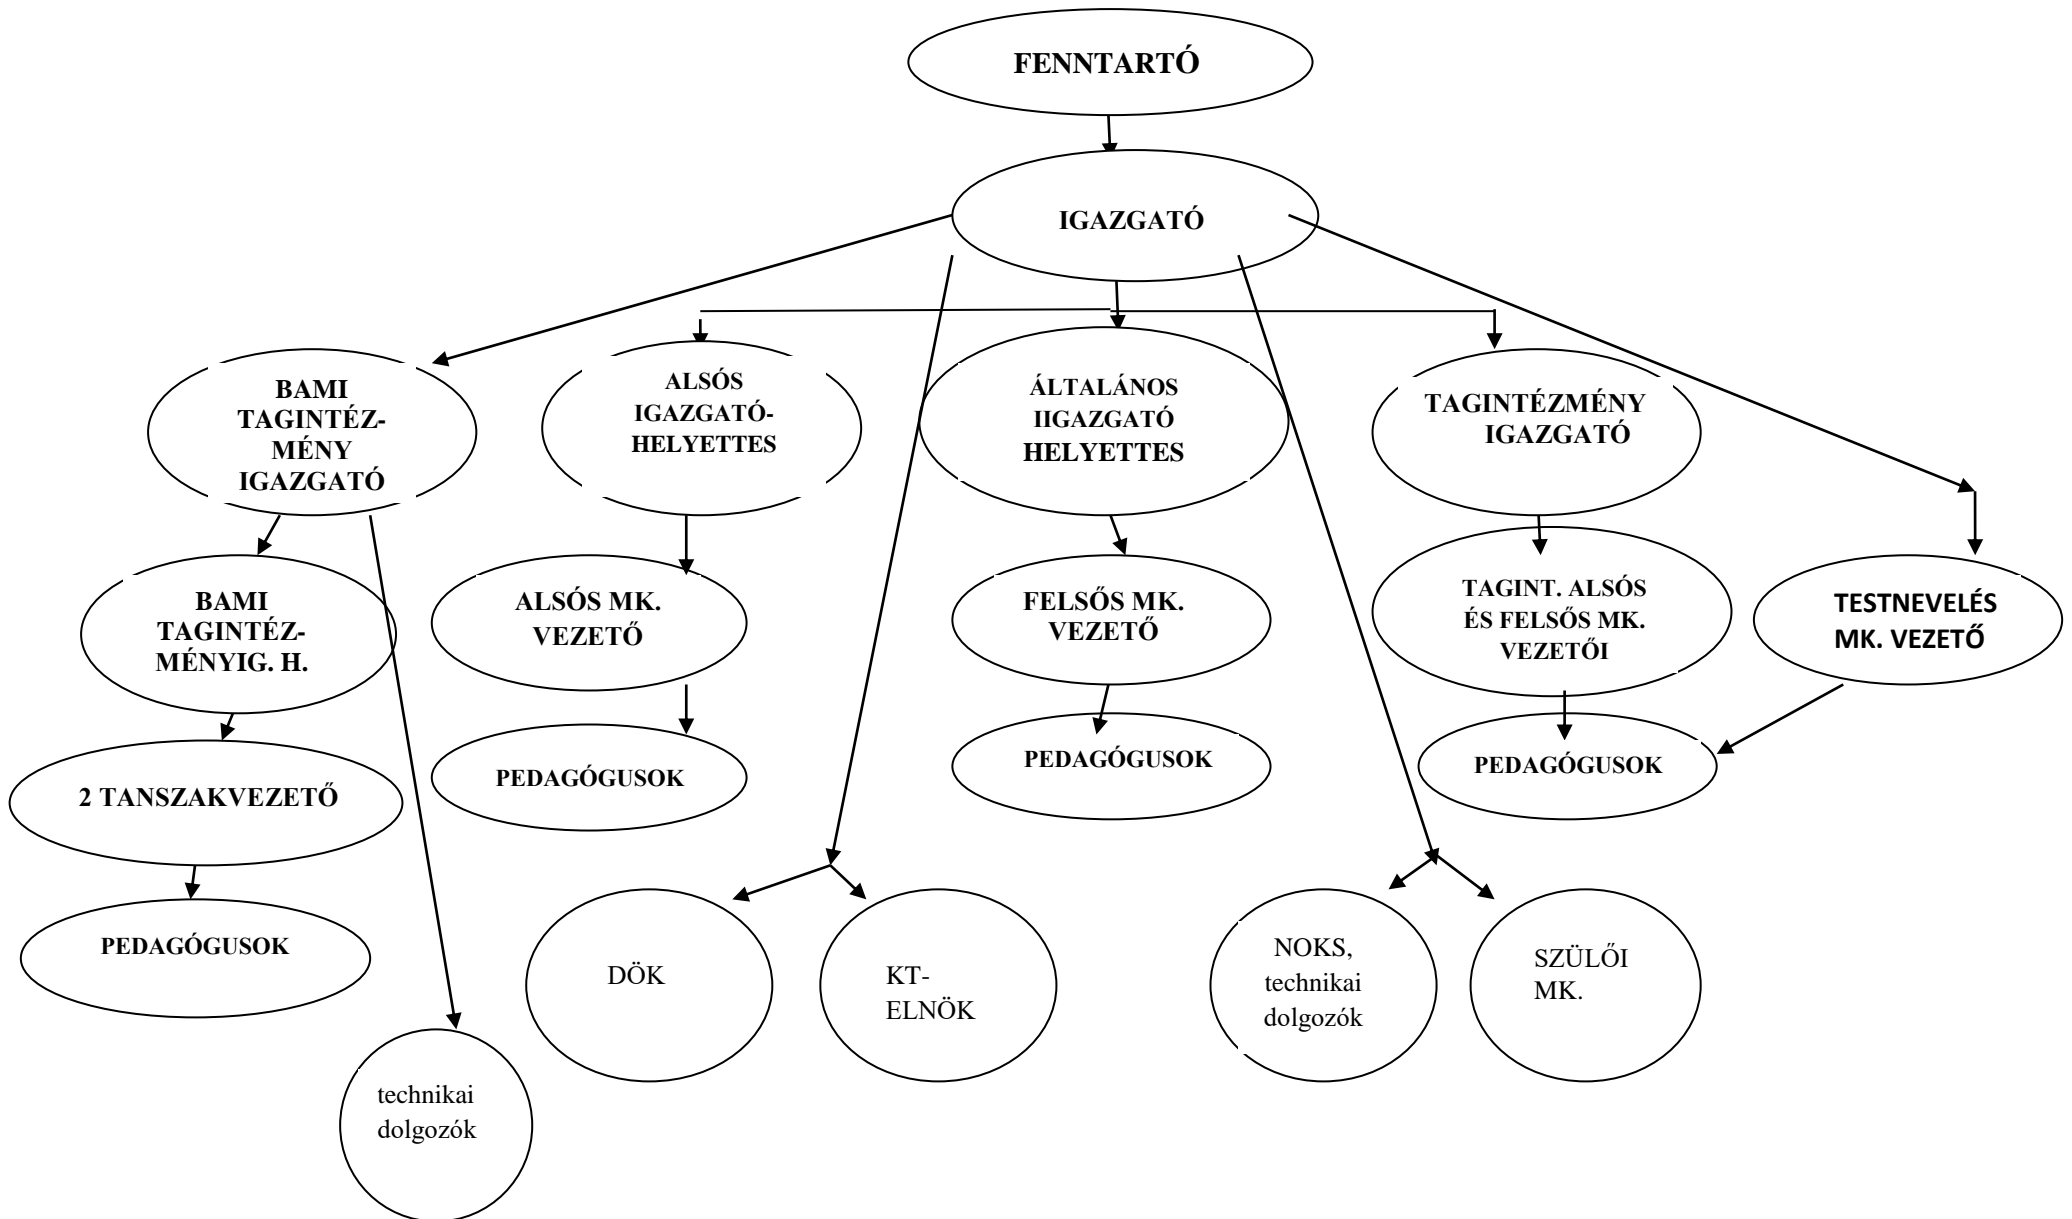 FENNTARTÓ
IGAZGATÓ
BAMI
TAGINTÉZ-
MÉNY
IGAZGATÓ
ALSÓS
IGAZGATÓ-
HELYETTES
ÁLTALÁNOS
IIGAZGATÓ
HELYETTES
TAGINTÉZMÉNY
IGAZGATÓ
BAMI
TAGINTÉZ-
MÉNYIG. H.
ALSÓS MK.
VEZETŐ
FELSŐS MK.
VEZETŐ
TAGINT. ALSÓS
ÉS FELSŐS MK.
VEZETŐI
TESTNEVELÉS
MK. VEZETŐ
2 TANSZAKVEZETŐ
PEDAGÓGUSOK
PEDAGÓGUSOK
PEDAGÓGUSOK
PEDAGÓGUSOK
DÖK
KT-
ELNÖK
NOKS,
technikai
dolgozók
SZÜLŐI
MK.
technikai
dolgozók